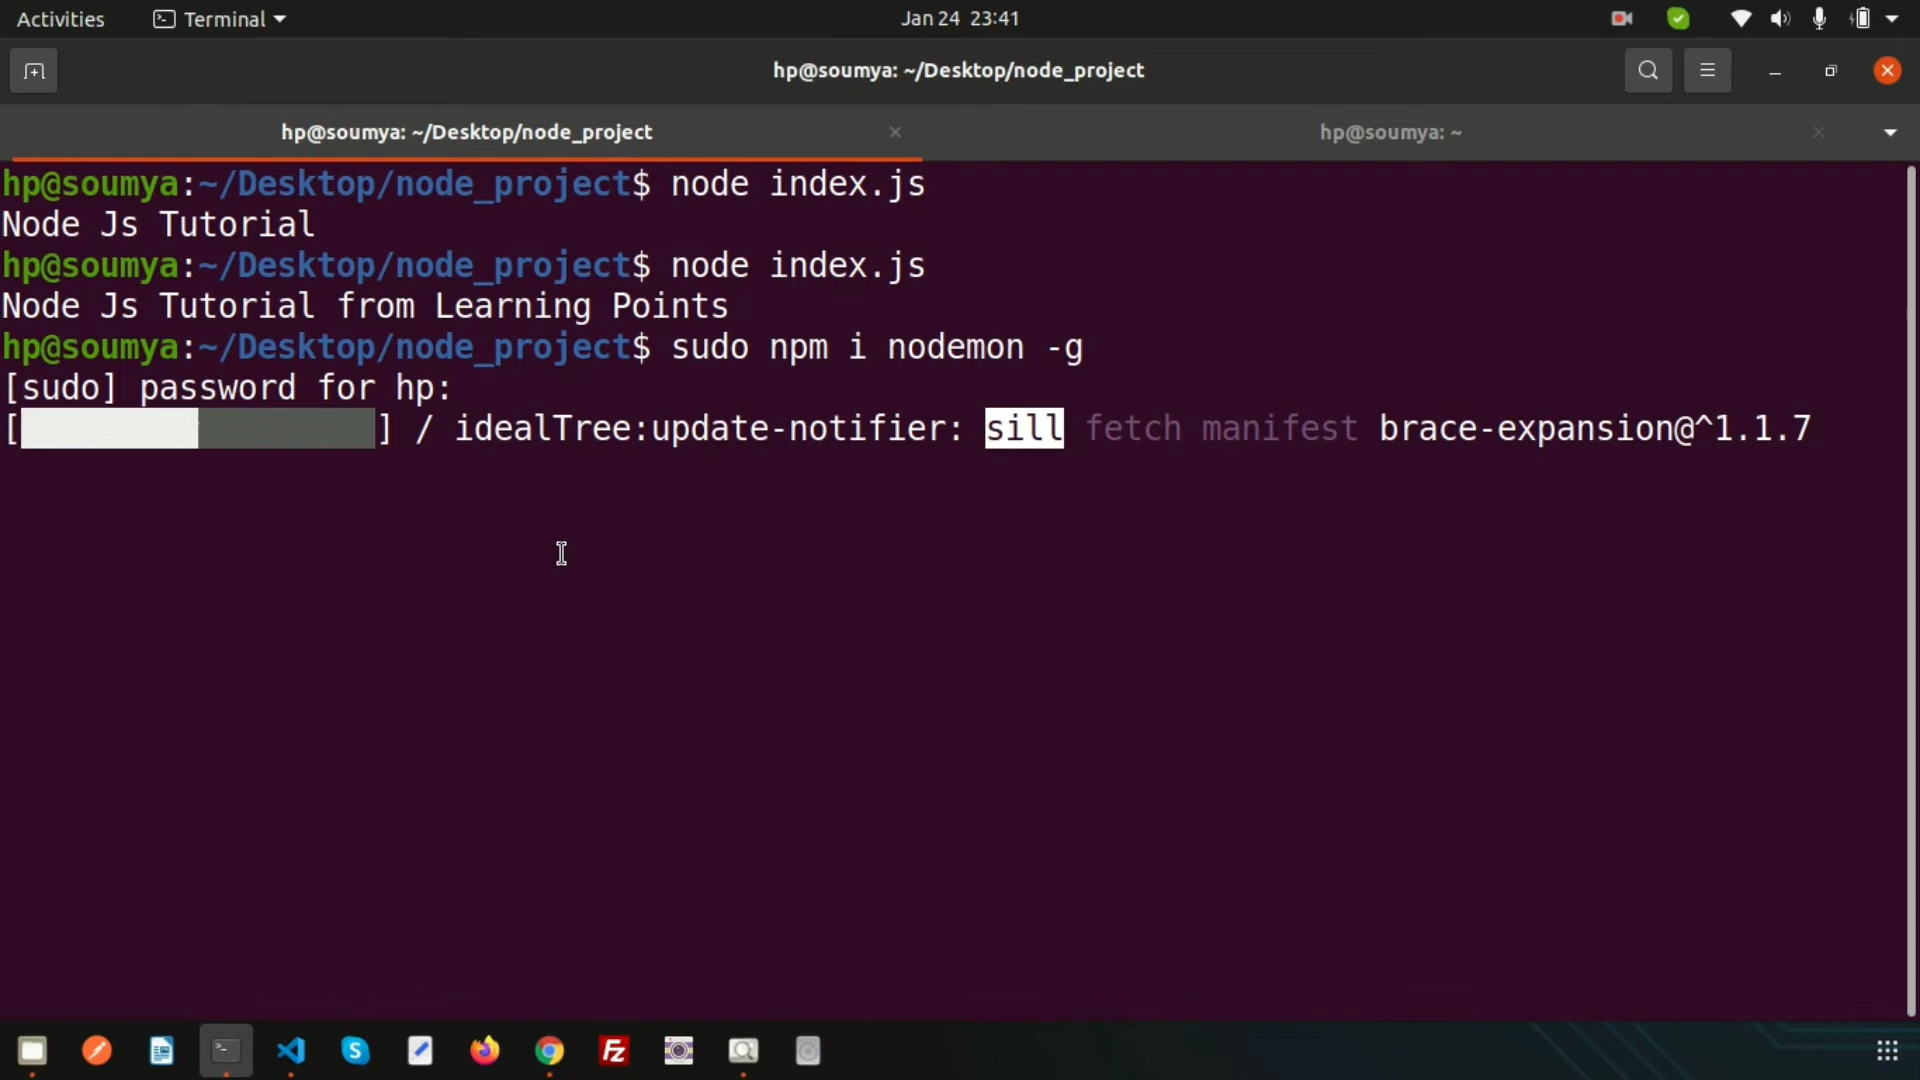 Activities Terminal Jan 24 23:41
hp@soumya: ~/Desktop/node_project
hp@soumya: ~/Desktop/node_project hp@soumya: ~
hp@soumya:~/Desktop/node_project$ node index.js
Node Js Tutorial
hp@soumya:~/Desktop/node_project$ node index.js
Node Js Tutorial from Learning Points
hp@soumya:~/Desktop/node_project$ sudo npm i nodemon -g
[sudo] password for hp:
[ ] / idealTree:update-notifier: sill fetch manifest brace-expansion@^1.1.7